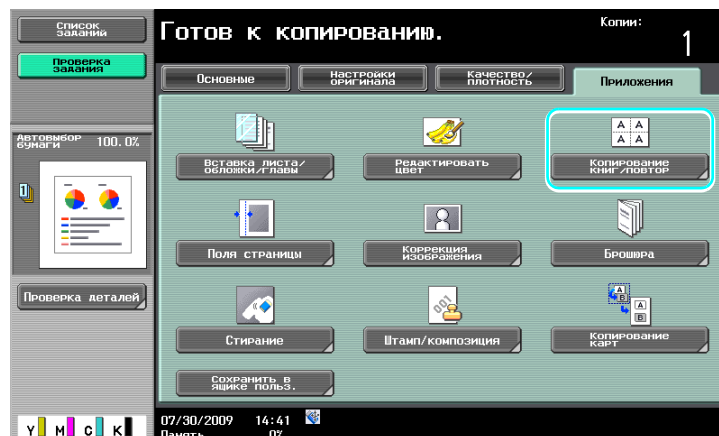 Список
заданий
Готов к копированию.
Копии:
1
Проверка
задания
Основные
Настройки
оригинала
Качество/
плотность
Приложения
Автовыбор
бумаги
100.0%
Вставка листа/
обложки/главы
Редактировать
цвет
A A
A A
Копирование
книг/повтор
Поля страницы
Коррекция
изображения
Брошюра
Проверка деталей
001
A
B
A
B
Стирание
Штамп/композиция
Копирование
карт
Сохранить в
ящике польз.
Y M C K
07/30/2009 14:41
Память 0%